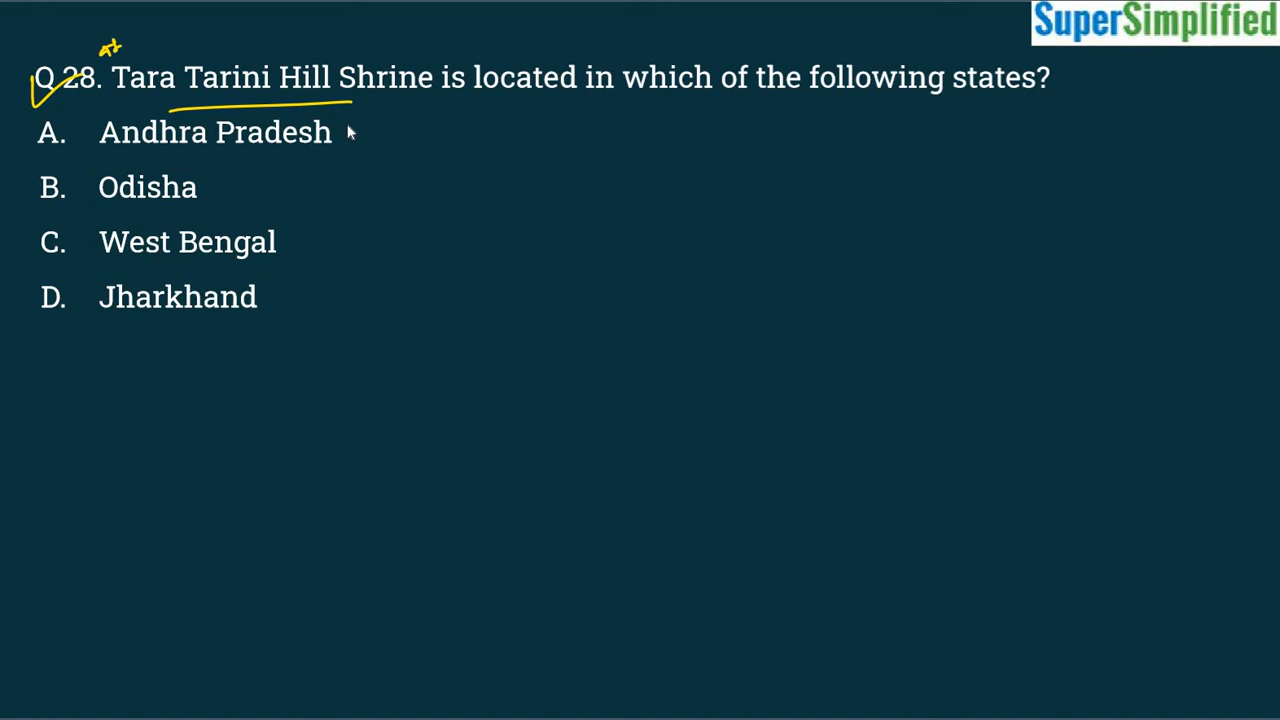 SuperSimplified
Q 28. Tara Tarini Hill Shrine is located in which of the following states?
A. Andhra Pradesh
B. Odisha
C. West Bengal
D. Jharkhand